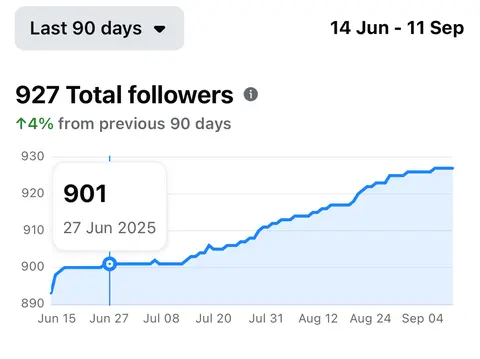 Last 90 days
14 Jun - 11 Sep
927 Total followers
↑4% from previous 90 days
930
920
910
900
890
901
27 Jun 2025
Jun 15 Jun 27 Jul 08 Jul 20 Jul 31 Aug 12 Aug 24 Sep 04